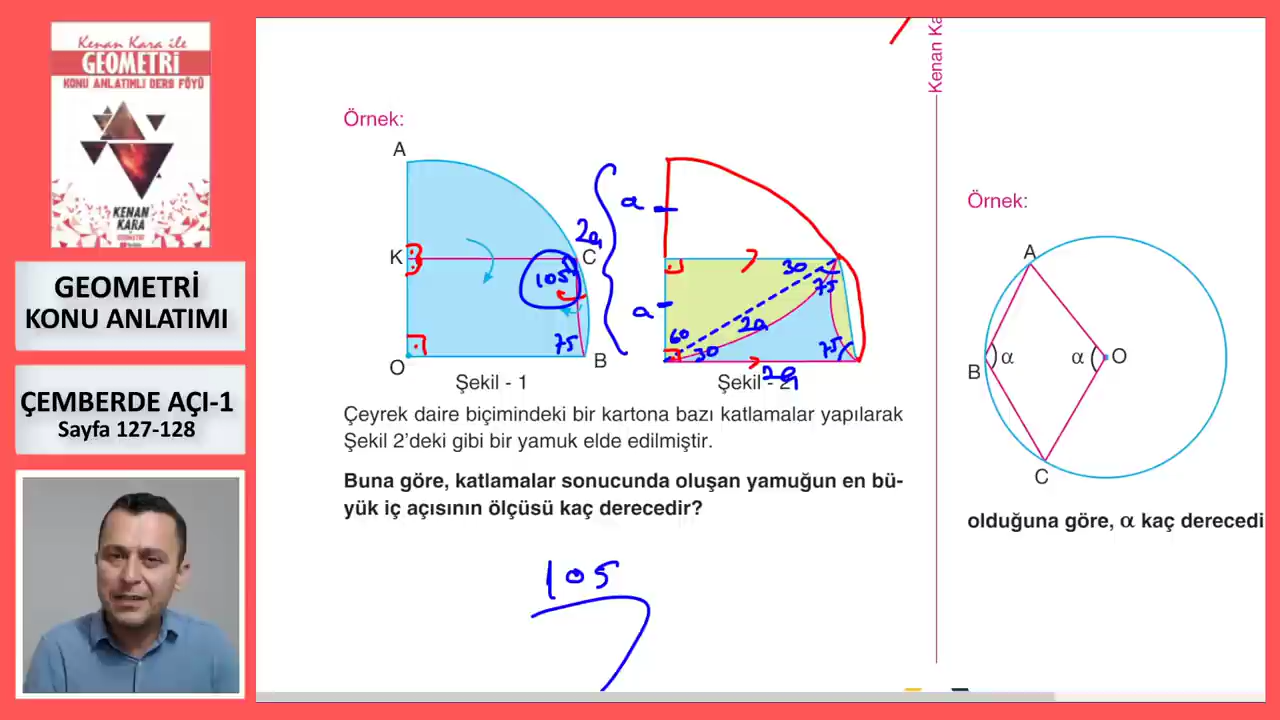 Kenan Kara ile
GEOMETRİ
KONU ANLATIMLI DERS FÖYÜ
KENAN
KARA
GEOMETRİ
KONU ANLATIMI
ÇEMBERDE AÇI-1
Sayfa 127-128
Örnek:
A
K
C
O
B
105
75
2a
Şekil - 1
a
a
30
75
60
30
2a
75
2a
Şekil - 2
Çeyrek daire biçimindeki bir kartona bazı katlamalar yapılarak
Şekil 2’deki gibi bir yamuk elde edilmiştir.
Buna göre, katlamalar sonucunda oluşan yamuğun en bü-
yük iç açısının ölçüsü kaç derecedir?
105
Kenan Ka
Örnek:
A
B
α
α
O
C
olduğuna göre, α kaç derecedi